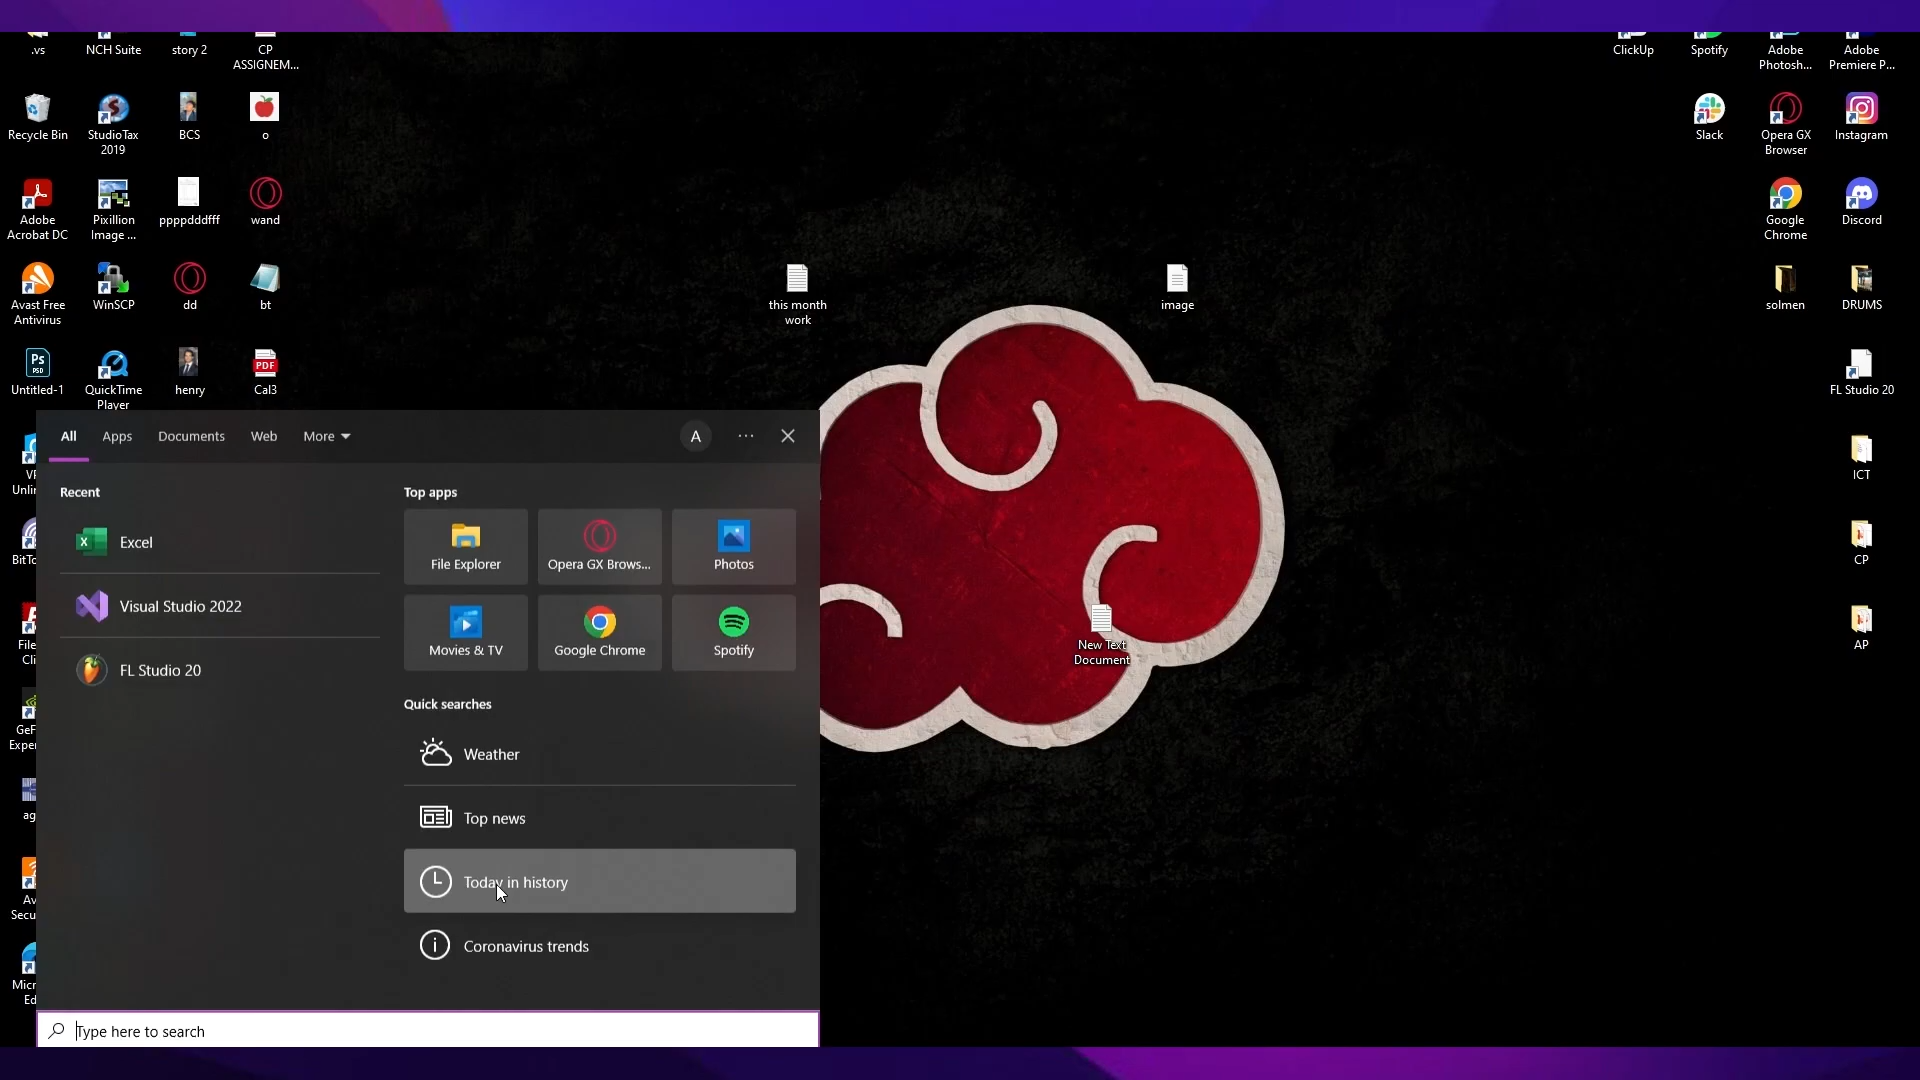 .vs
NCH Suite
story 2
CP
ASSIGNEM...
ClickUp
Spotify
Adobe
Photosh...
Adobe
Premiere P...
Recycle Bin
StudioTax
2019
BCS
o
Slack
Opera GX
Browser
Instagram
Adobe
Acrobat DC
Pixillion
Image ...
ppppdddfff
wand
Google
Chrome
Discord
Avast Free
Antivirus
WinSCP
dd
bt
this month
work
image
solmen
DRUMS
Ps
PSD
PDF
Untitled-1
QuickTime
Player
henry
Cal3
FL Studio 20
All
Apps
Documents
Web
More
A
Recent
Excel
Visual Studio 2022
FL Studio 20
Top apps
File Explorer
Opera GX Brows...
Photos
Movies & TV
Google Chrome
Spotify
Quick searches
Weather
Top news
Today in history
Coronavirus trends
Type here to search
New Text
Document
ICT
CP
AP